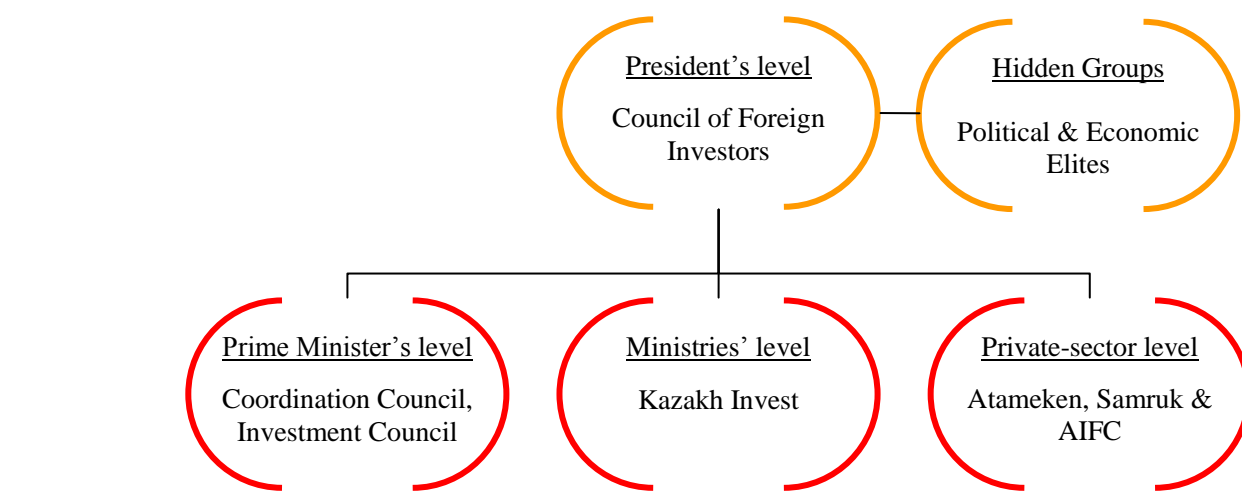 President’s level
Council of Foreign
Investors
Hidden Groups
Political & Economic
Elites
Prime Minister’s level
Coordination Council,
Investment Council
Ministries’ level
Kazakh Invest
Private-sector level
Atameken, Samruk &
AIFC